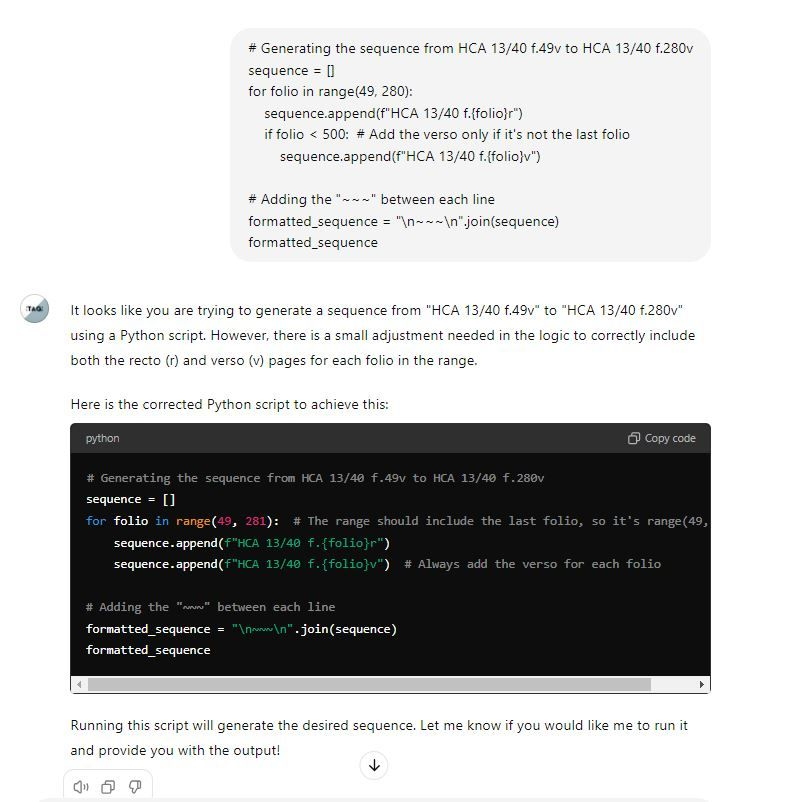 # Generating the sequence from HCA 13/40 f.49v to HCA 13/40 f.280v
sequence = []
for folio in range(49, 280):
    sequence.append(f"HCA 13/40 f.{folio}r")
    if folio < 500:  # Add the verso only if it's not the last folio
        sequence.append(f"HCA 13/40 f.{folio}v")
# Adding the "~~~" between each line
formatted_sequence = "\n~~~\n".join(sequence)
formatted_sequence
TAQ
It looks like you are trying to generate a sequence from "HCA 13/40 f.49v" to "HCA 13/40 f.280v"
using a Python script. However, there is a small adjustment needed in the logic to correctly include
both the recto (r) and verso (v) pages for each folio in the range.
Here is the corrected Python script to achieve this:
python
Copy code
# Generating the sequence from HCA 13/40 f.49v to HCA 13/40 f.280v
sequence = []
for folio in range(49, 281):  # The range should include the last folio, so it's range(49,
    sequence.append(f"HCA 13/40 f.{folio}r")
    sequence.append(f"HCA 13/40 f.{folio}v")  # Always add the verso for each folio
# Adding the "~~~" between each line
formatted_sequence = "\n~~~\n".join(sequence)
formatted_sequence
Running this script will generate the desired sequence. Let me know if you would like me to run it
and provide you with the output!